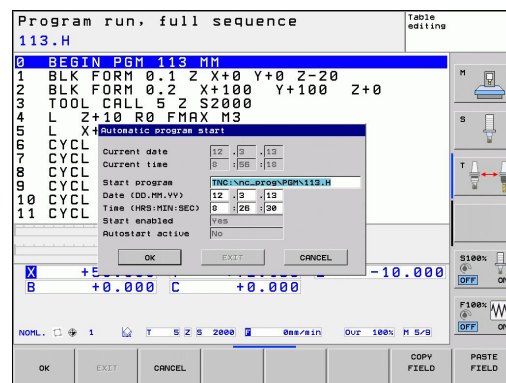 Program run, full sequence
Table editing
113.H
0 BEGIN PGM 113 MM
1 BLK FORM 0.1 Z X+0 Y+0 Z-20
2 BLK FORM 0.2 X+100 Y+100 Z+0
3 TOOL CALL 5 Z S2000
4 L Z+10 R0 FMAX M3
5 L X+
6 CYCL
7 CYCL
8 CYCL
9 CYCL
10 CYCL
11 CYCL
Automatic program start
Current date 12 .3 .13
Current time 8 :56 :18
Start program TNC:\nc_prog\PGM\113.H
Date (DD.MM.YY) 12 .3 .13
Time (HRS:MIN:SEC) 8 :26 :30
Start enabled Yes
Autostart active No
OK EXIT CANCEL
X -10.000
B +0.000 C +0.000
NOML. 1 T 5 Z S 2000 F 0mm/min Ovr 100% M 5/9
M
S
T
S100%
OFF ON
F100%
OFF ON
OK EXIT CANCEL COPY FIELD PASTE FIELD